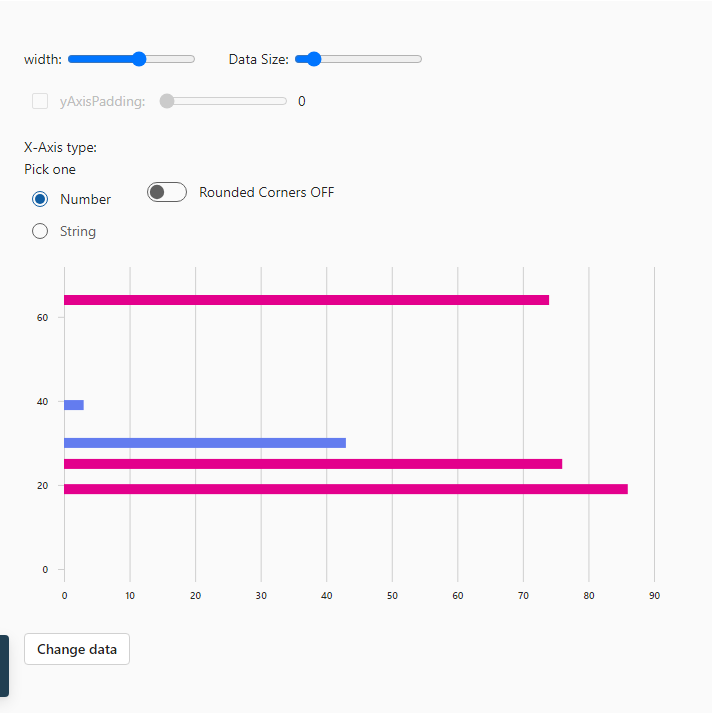 width: Data Size:
yAxisPadding: 0
X-Axis type:
Pick one
Number
Rounded Corners OFF
String
60
40
20
0
0 10 20 30 40 50 60 70 80 90
Change data